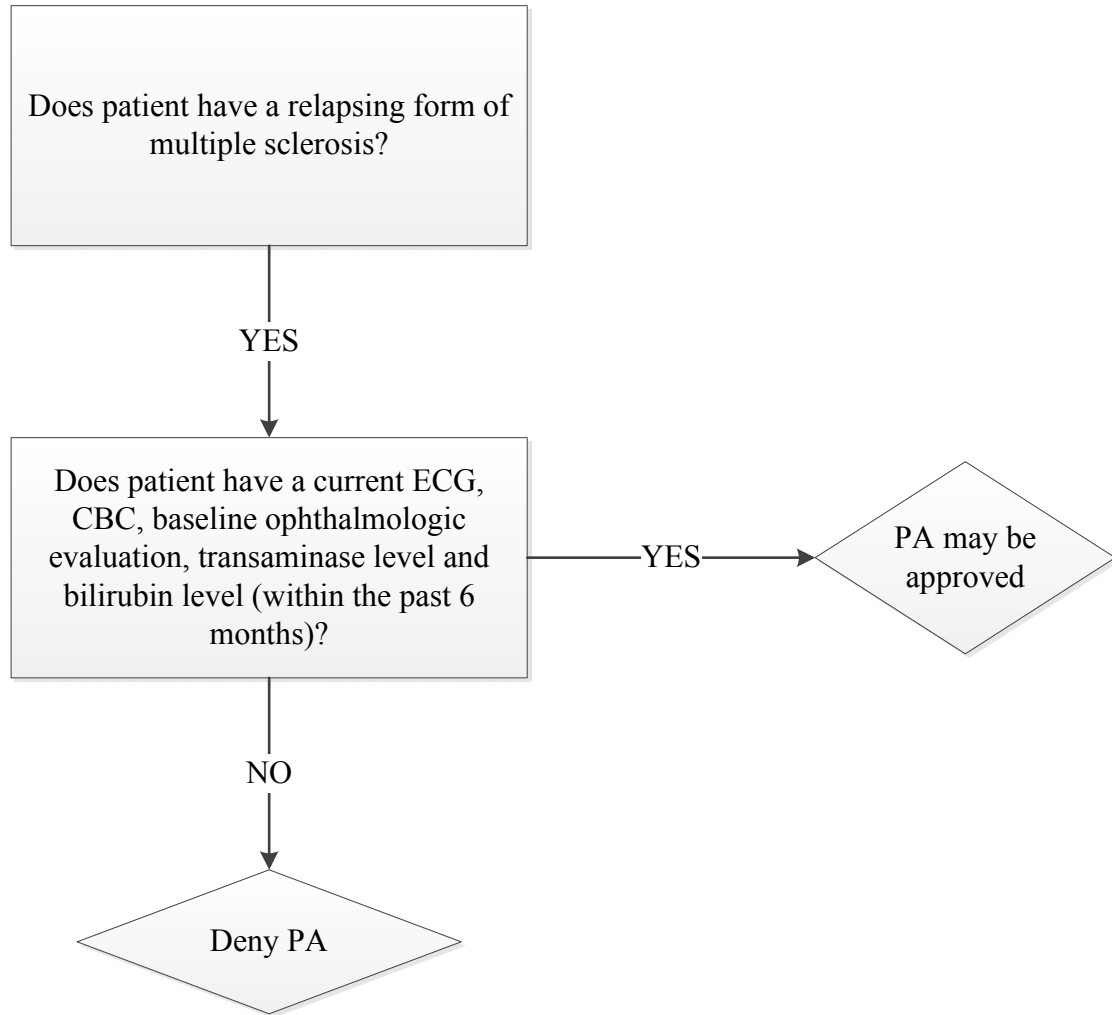 Does patient have a relapsing form of
multiple sclerosis?
YES
Does patient have a current ECG,
CBC, baseline ophthalmologic
evaluation, transaminase level and
bilirubin level (within the past 6
months)?
YES
PA may be
approved
NO
Deny PA